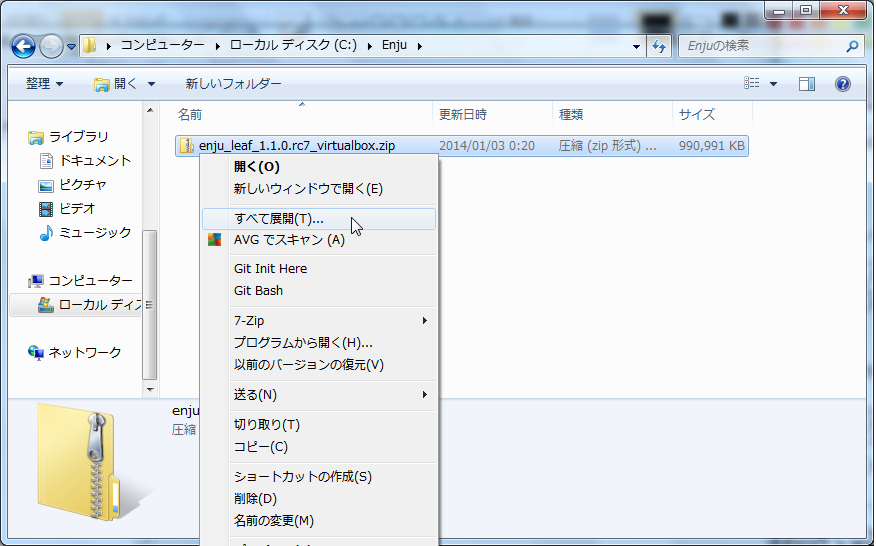 コンピューター ▸ ローカル ディスク (C:) ▸ Enju ▸
Enjuの検索
整理 開く 新しいフォルダー
名前 更新日時 種類 サイズ
enju_leaf_1.1.0.rc7_virtualbox.zip 2014/01/03 0:20 圧縮 (zip 形式) ... 990,991 KB
ライブラリ
ドキュメント
ピクチャ
ビデオ
ミュージック
コンピューター
ローカル ディス
ネットワーク
開く(O)
新しいウィンドウで開く(E)
すべて展開(T)...
AVG でスキャン (A)
Git Init Here
Git Bash
7-Zip
プログラムから開く(H)...
以前のバージョンの復元(V)
送る(N)
切り取り(T)
コピー(C)
ショートカットの作成(S)
削除(D)
名前の変更(M)
enju
圧縮